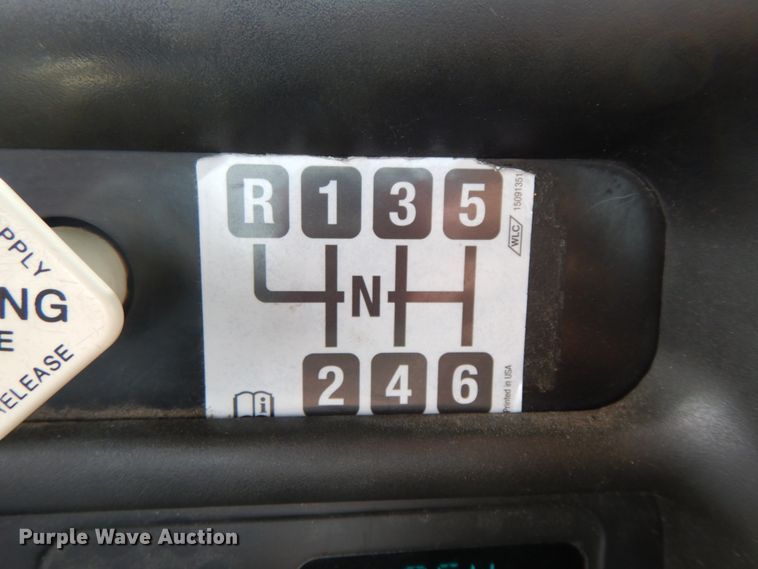 R 1 3 5
N
2 4 6
WLC
15091351
Printed in USA
i
PPLY
NG
E
RELEASE
Purple Wave Auction®